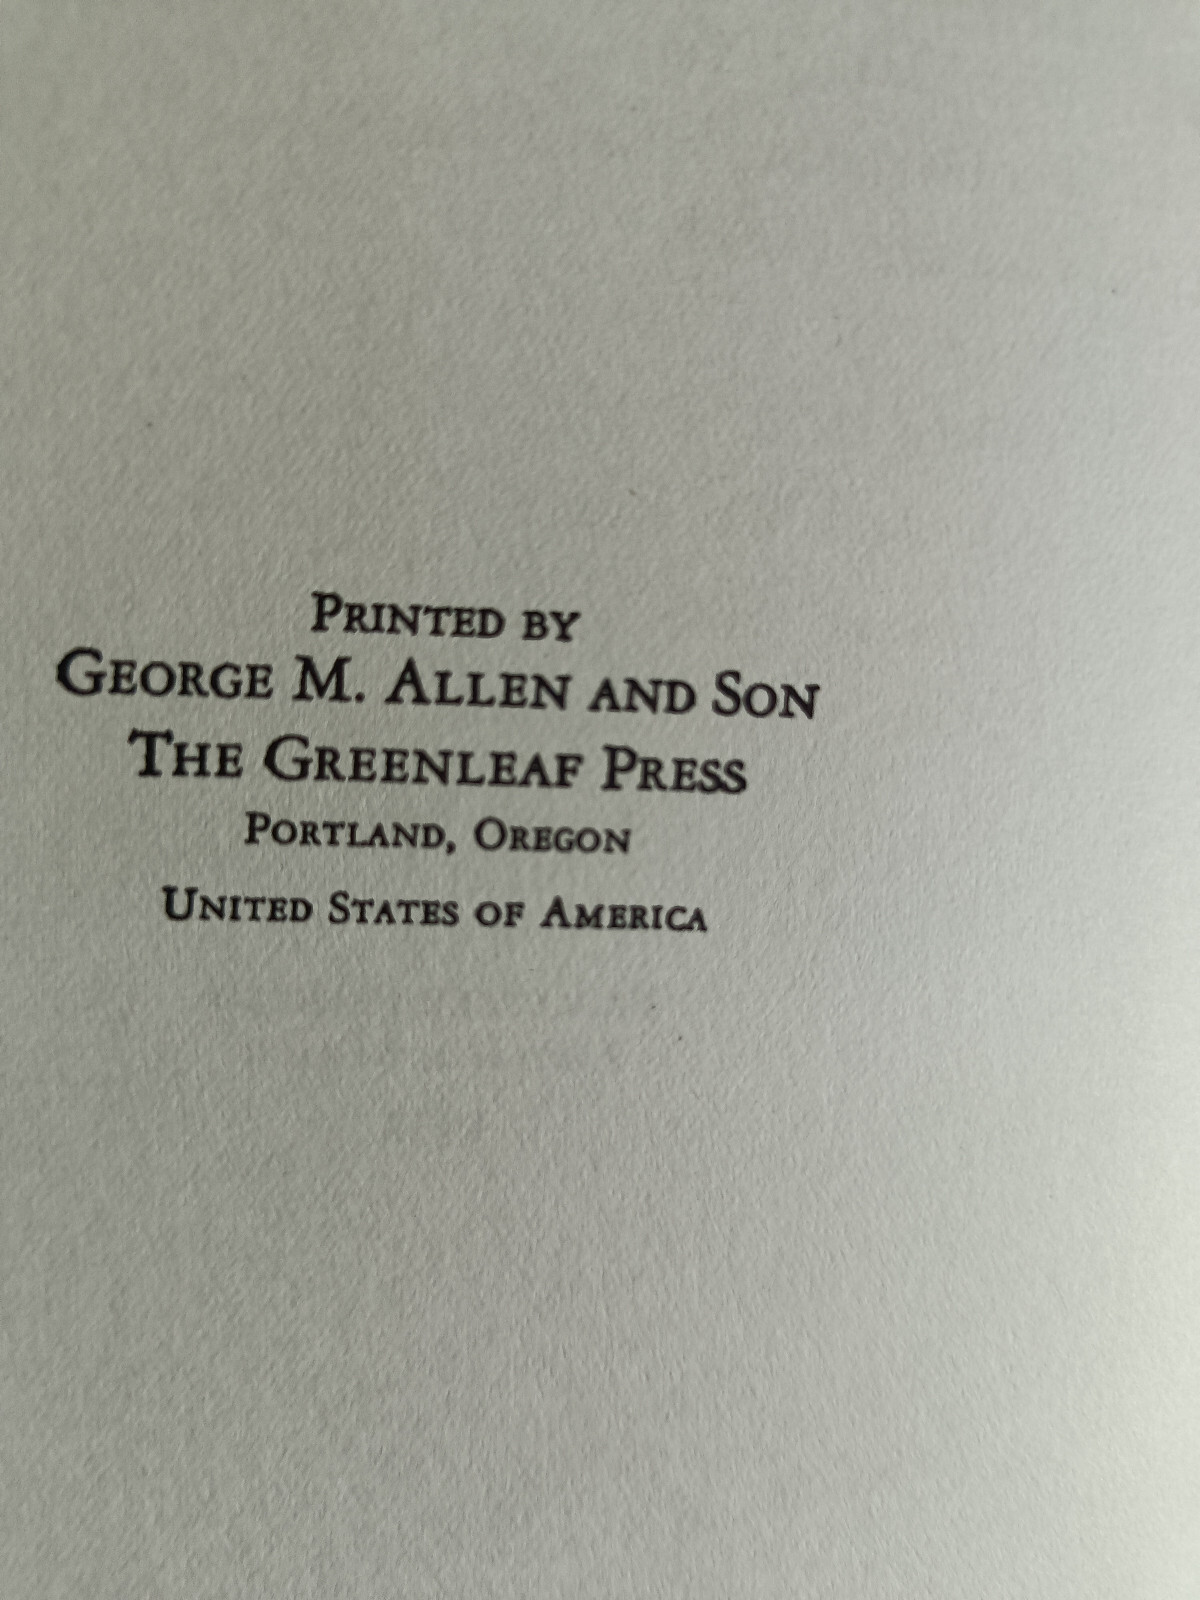 Printed by
George M. Allen and Son
The Greenleaf Press
Portland, Oregon
United States of America